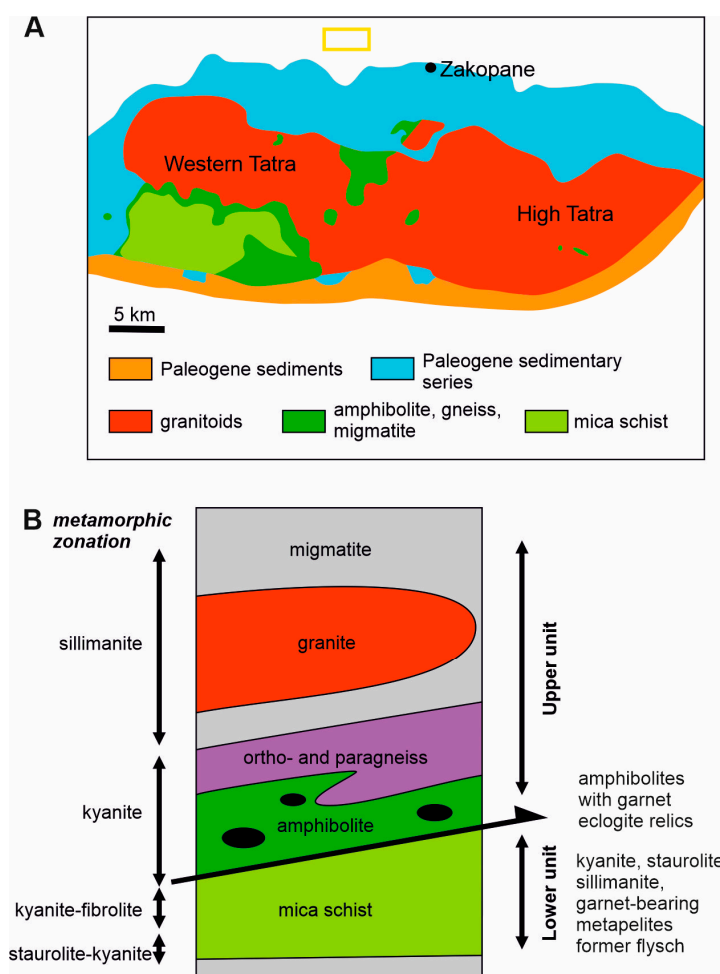 A
Zakopane
Western Tatra
High Tatra
5 km
Paleogene sediments
Paleogene sedimentary
series
granitoids
amphibolite, gneiss,
migmatite
mica schist
B
metamorphic
zonation
migmatite
sillimanite
granite
Upper unit
ortho- and paragneiss
kyanite
amphibolite
amphibolites
with garnet
eclogite relics
kyanite-fibrolite
mica schist
staurolite-kyanite
Lower unit
kyanite, staurolite
sillimanite,
garnet-bearing
metapelites
former flysch